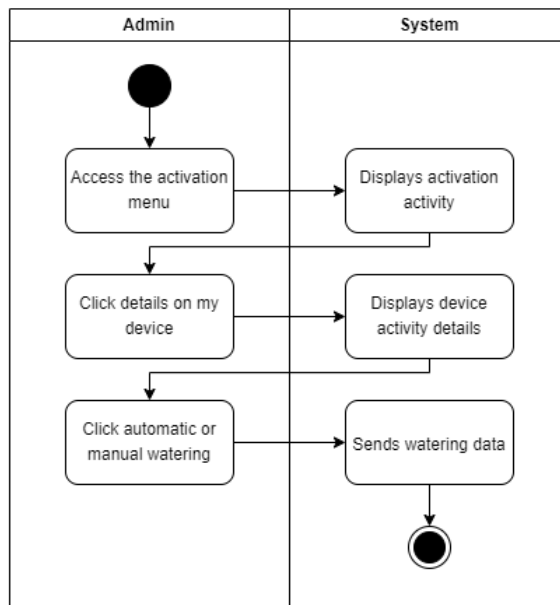 Admin
System
Access the activation
menu
Displays activation
activity
Click details on my
device
Displays device
activity details
Click automatic or
manual watering
Sends watering data